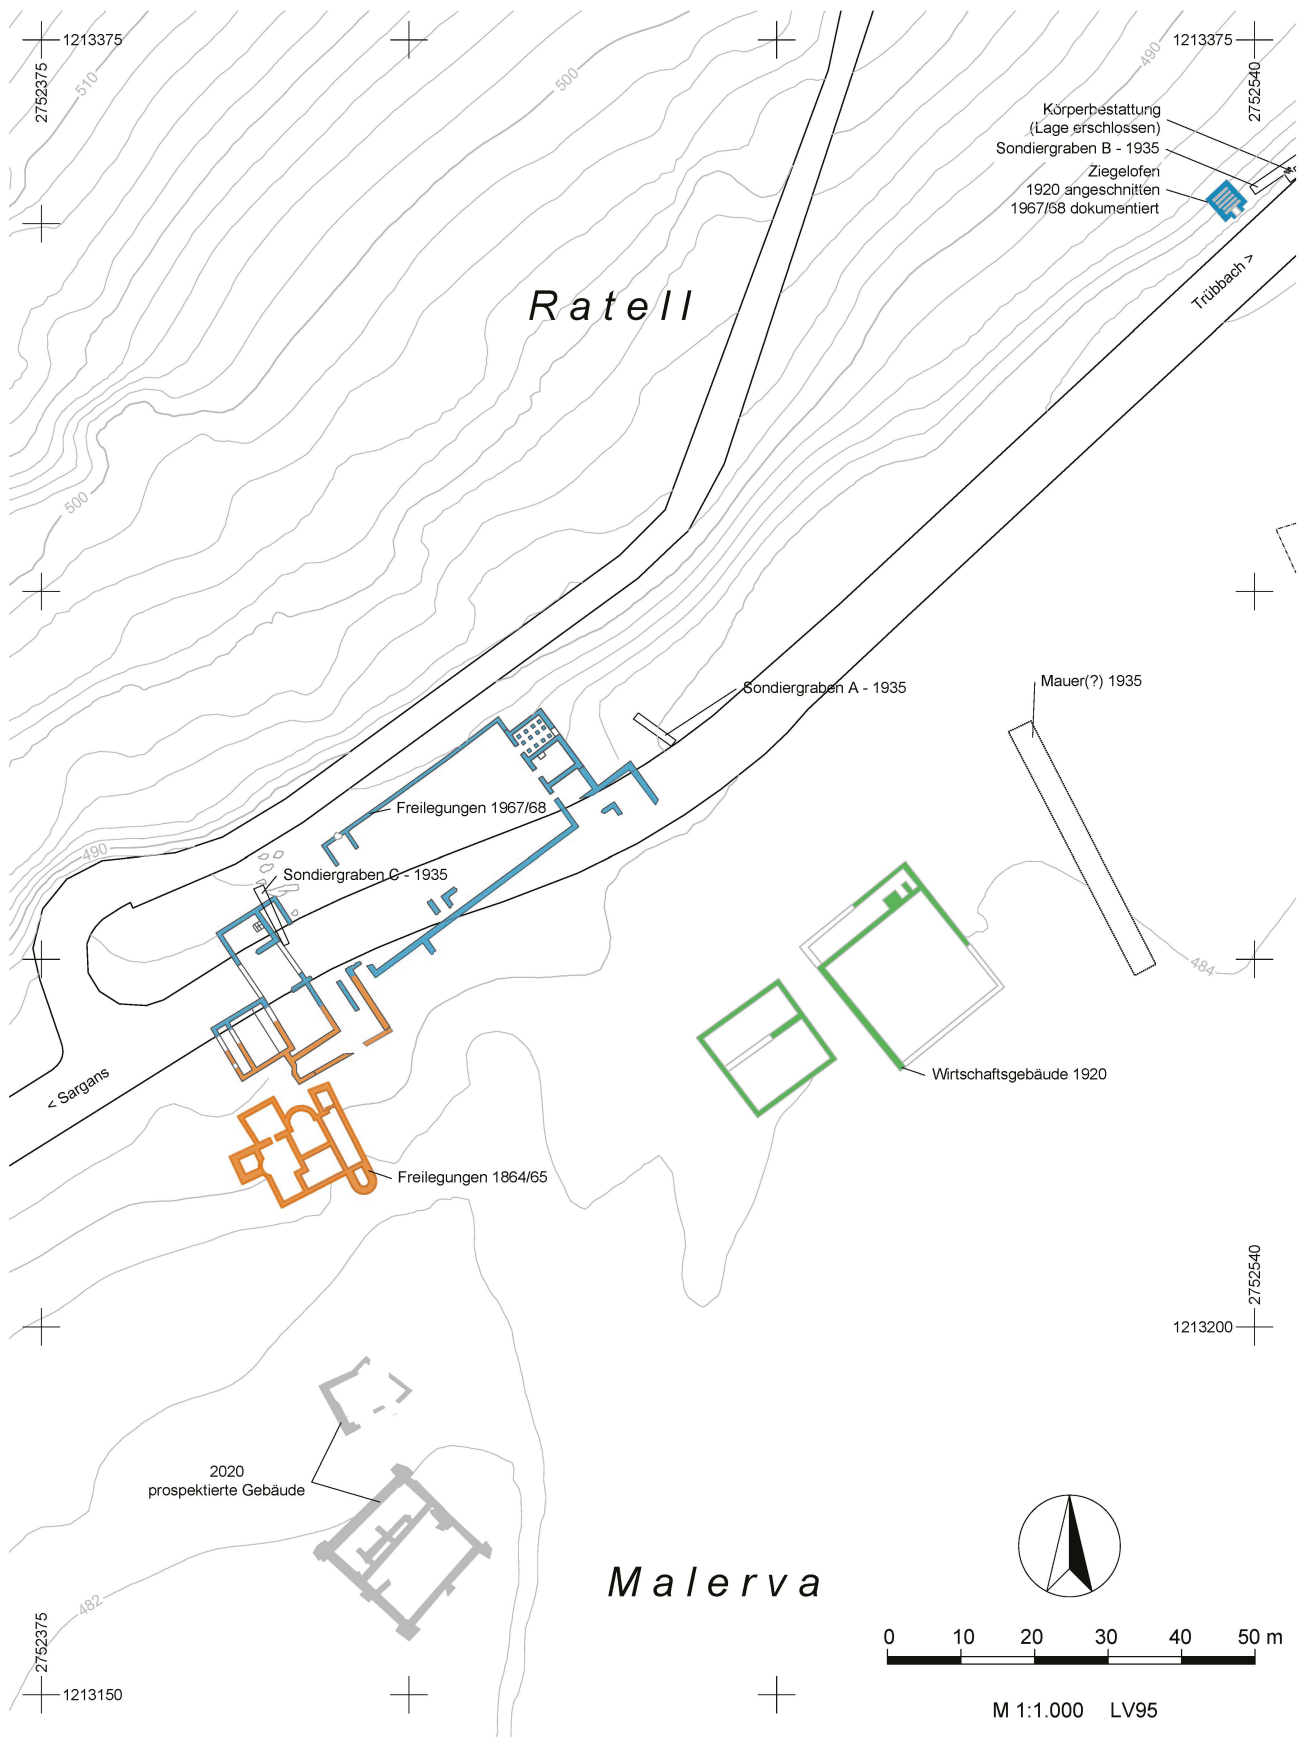 1213375
1213375
2752375
2752540
510
500
490
Körperbestattung
(Lage erschlossen)
Sondiergraben B - 1935
Ziegelofen
1920 angeschnitten
1967/68 dokumentiert
Trübbach >
Ratell
500
Sondiergraben A - 1935
Mauer(?) 1935
Freilegungen 1967/68
490
Sondiergraben C - 1935
484
< Sargans
Wirtschaftsgebäude 1920
Freilegungen 1864/65
2752540
1213200
2020
prospektierte Gebäude
Malerva
482
2752375
1213150
0 10 20 30 40 50 m
M 1:1.000 LV95